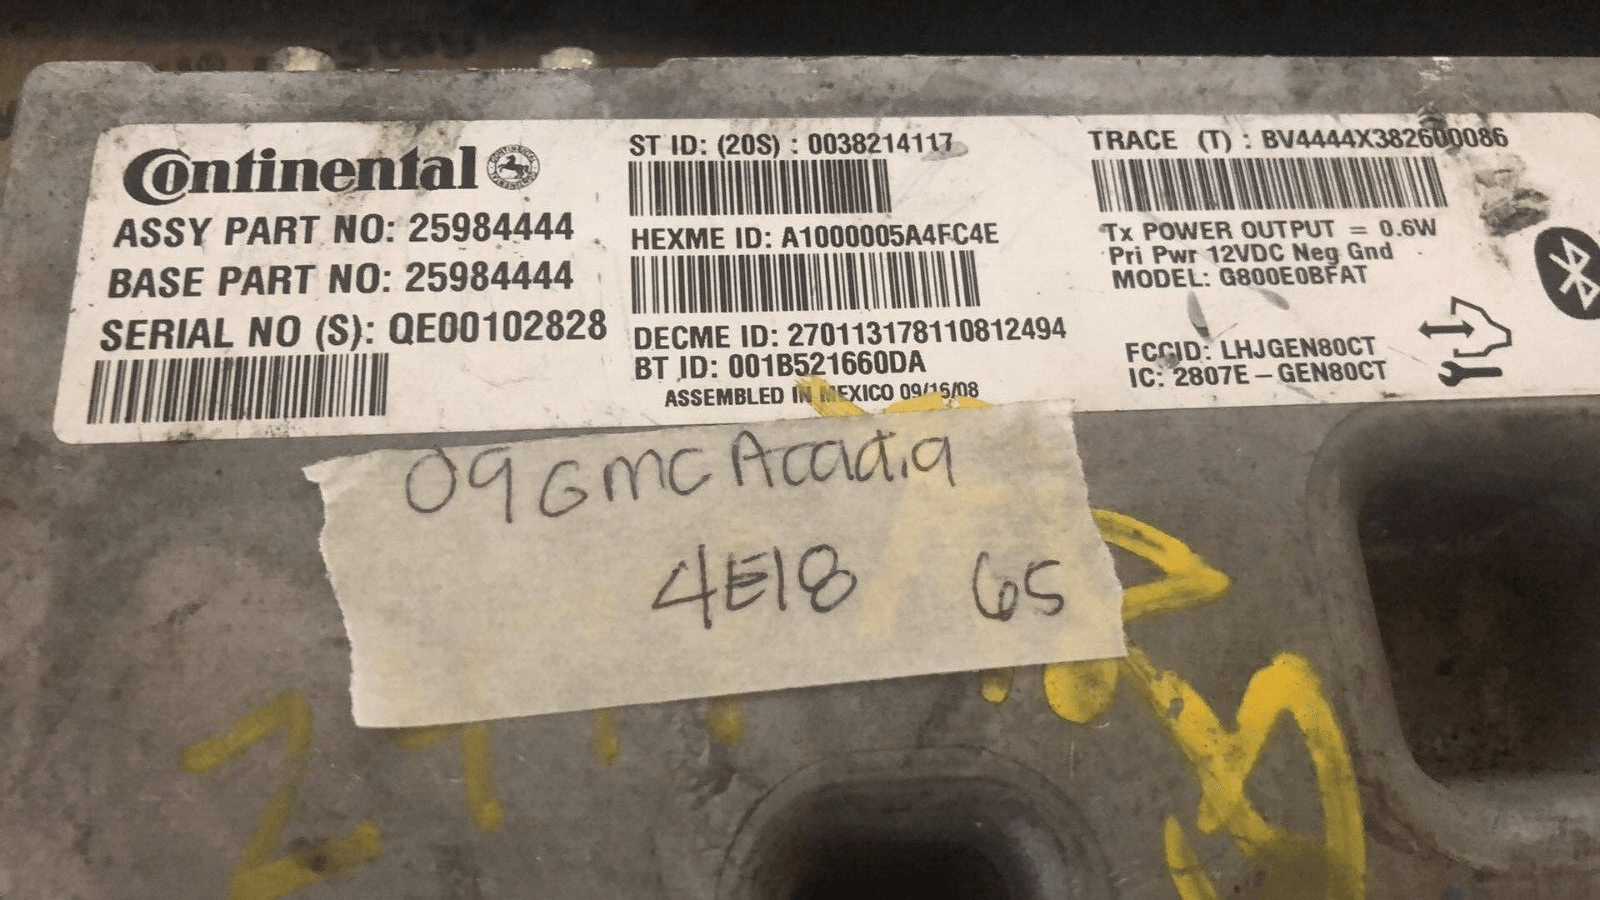 Continental
ASSY PART NO: 25984444
BASE PART NO: 25984444
SERIAL NO (S): QE00102828
ST ID: (20S) : 0038214117
HEXME ID: A1000005A4FC4E
DECME ID: 270113178110812494
BT ID: 001B521660DA
ASSEMBLED IN MEXICO 09/16/08
TRACE (T) : BV4444X382600086
Tx POWER OUTPUT = 0.6W
Pri Pwr 12VDC Neg Gnd
MODEL: G800E0BFAT
FCCID: LHJGEN80CT
IC: 2807E-GEN80CT
09 GMC Acadia
4E18 65